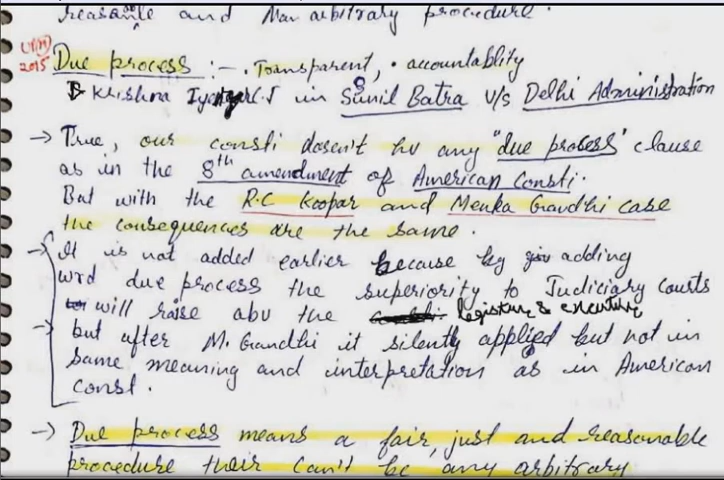 reasonable and Non arbitrary procedure.
2015 Due process :- . Transparent, . accountablity
Krishna Iyengar C.J in Sunil Batra V/s Delhi Administration
→ True, our consti doesn't hv any "due process" clause
as in the 8th amendment of American Consti.
But with the R.C Koopar and Menka Gandhi case
the consequences are the same.
→ It is not added earlier because by adding
wrd due process the superiority to Judiciary courts
will raise abv the legisture & executive
→ but after M. Gandhi it silently applied but not in
same meaning and interpretation as in American
const.
→ Due process means a fair, just and reasonable
procedure their can't be any arbitrary